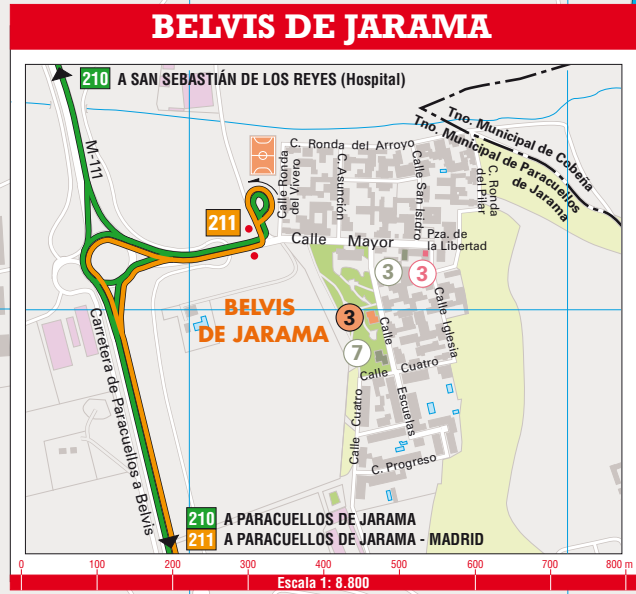 BELVIS DE JARAMA
210 A SAN SEBASTIÁN DE LOS REYES (Hospital)
M-111
Tno. Municipal de Cobeña
Tno. Municipal de Paracuellos
de Jarama
C. Ronda del Arroyo
Calle Ronda
del Vivero
C. Asunción
Calle San Isidro
C. Ronda
del Pilar
211
Calle Mayor
Pza. de
la Libertad
3
3
BELVIS
DE JARAMA
3
7
Calle Iglesia
Calle Escuelas
Calle Cuatro
Calle Cuatro
C. Progreso
Carretera de Paracuellos a Belvis
210 A PARACUELLOS DE JARAMA
211 A PARACUELLOS DE JARAMA - MADRID
0 100 200 300 400 500 600 700 800 m
Escala 1: 8.800